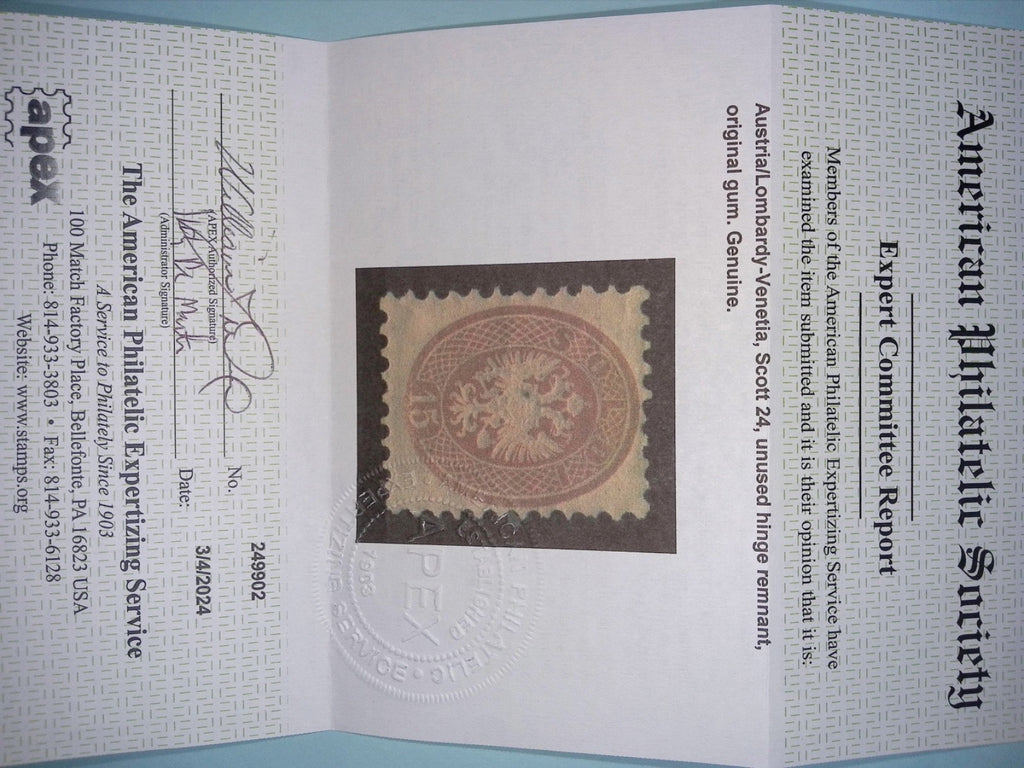 American Philatelic Society
Expert Committee Report
Members of the American Philatelic Expertizing Service have
examined the item submitted and it is their opinion that it is:
Austria/Lombardy-Venetia, Scott 24, unused hinge remnant,
original gum. Genuine.
15
APEX
1903
No. 249902
(APEX Authorized Signature)
Date: 3/4/2024
(Administrator Signature)
The American Philatelic Expertizing Service
A Service to Philately Since 1903
100 Match Factory Place, Bellefonte, PA 16823 USA
Phone: 814-933-3803 • Fax: 814-933-6128
Website: www.stamps.org
apex